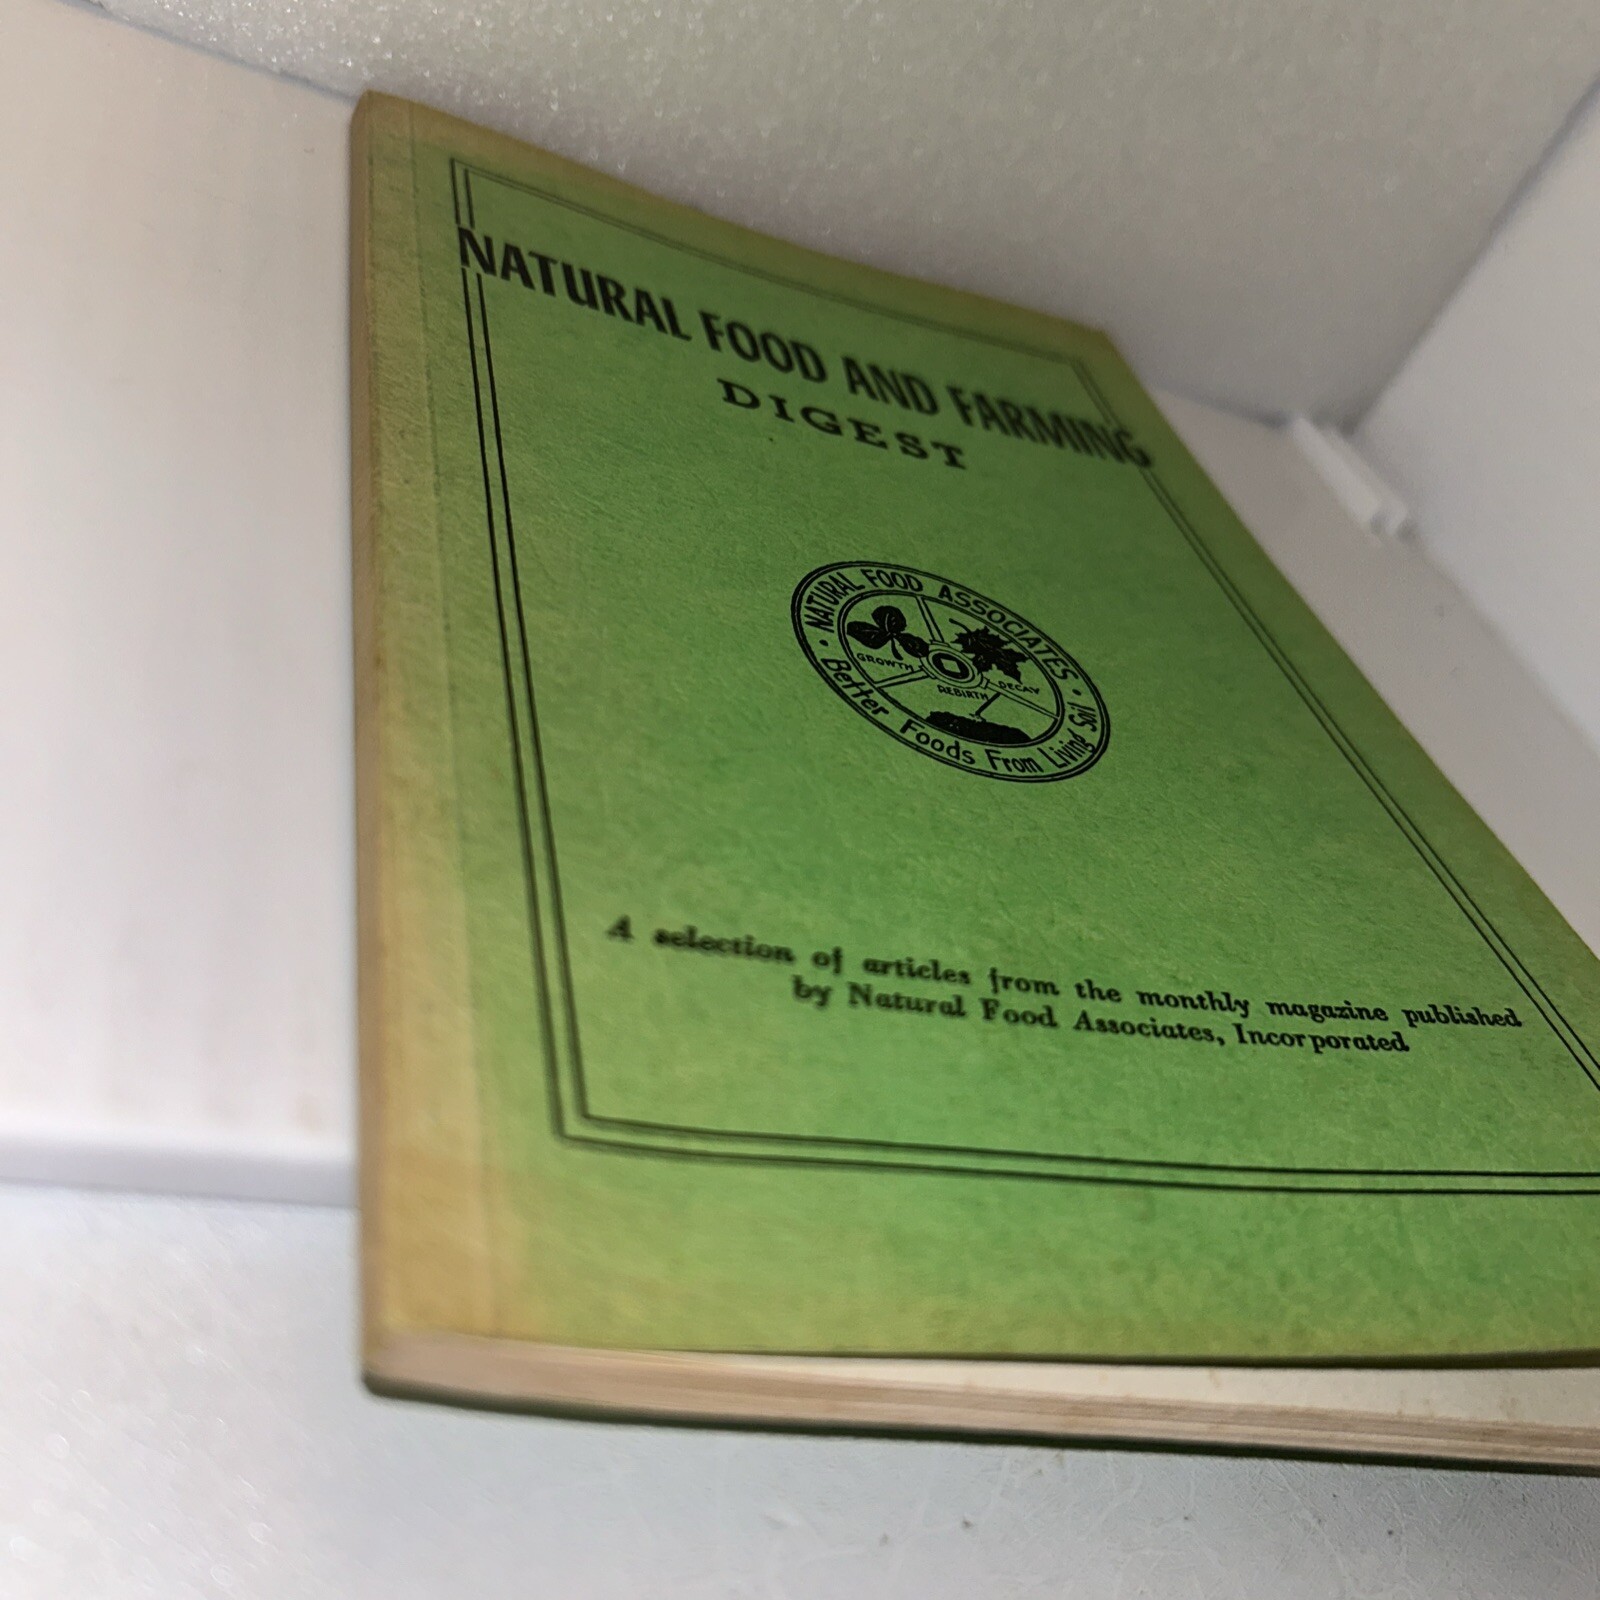 NATURAL FOOD AND FARMING
DIGEST
NATURAL FOOD ASSOCIATES
GROWTH
DECAY
REBIRTH
Better Foods From Living Soil
A selection of articles from the monthly magazine published
by Natural Food Associates, Incorporated